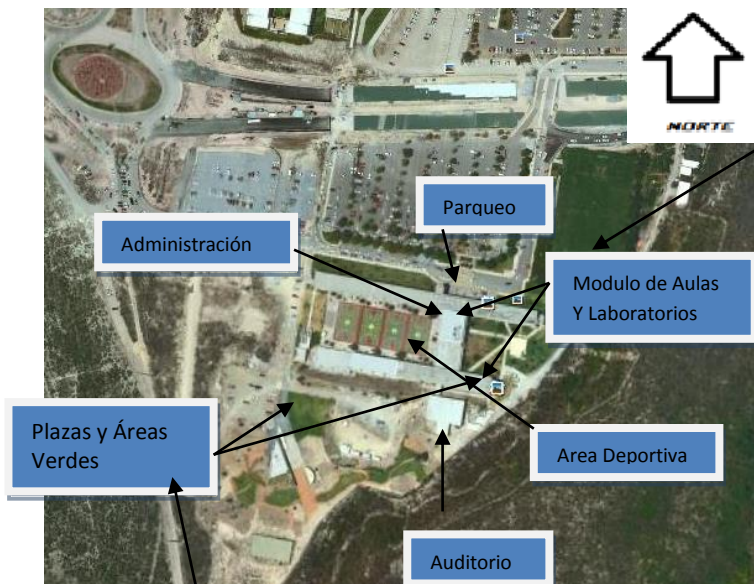 NORTE
Parqueo
Administración
Modulo de Aulas
Y Laboratorios
Plazas y Áreas
Verdes
Area Deportiva
Auditorio